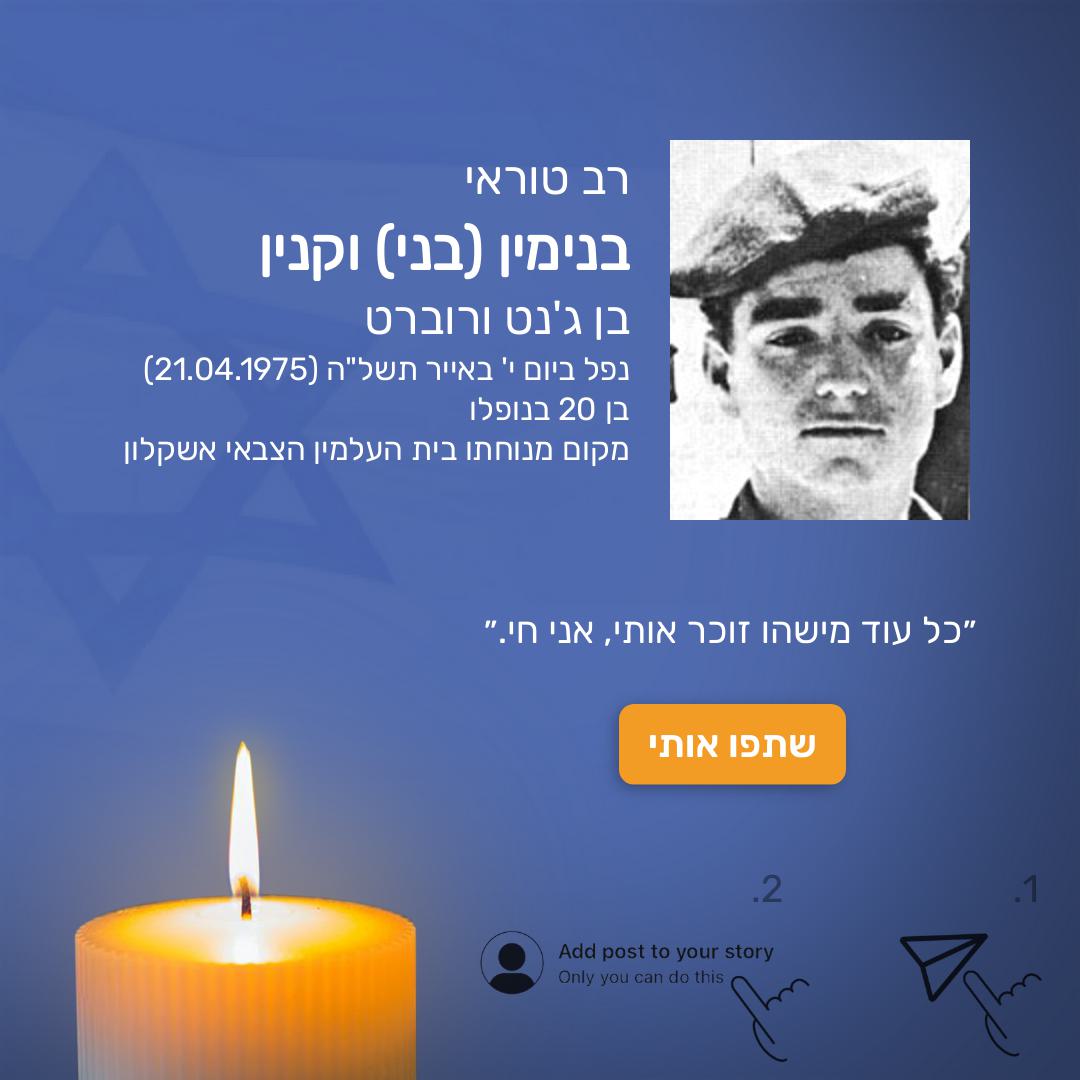 רב טוראי
בנימין (בני) וקנין
בן ג'נט ורוברט
נפל ביום י' באייר תשל"ה (21.04.1975)
בן 20 בנופלו
מקום מנוחתו בית העלמין הצבאי אשקלון
״כל עוד מישהו זוכר אותי, אני חי.״
שתפו אותי
1.
2.
Add post to your story
Only you can do this